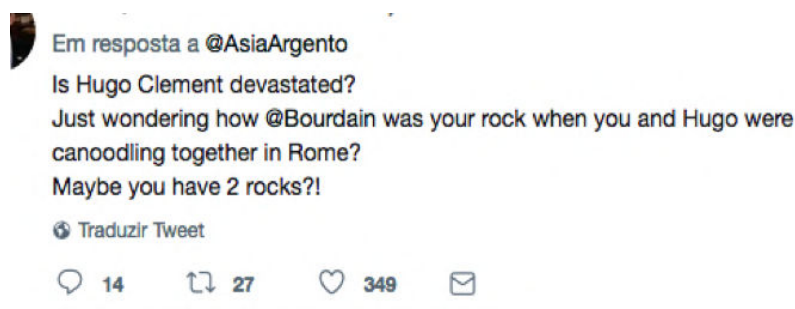 Em resposta a @AsiaArgento
Is Hugo Clement devastated?
Just wondering how @Bourdain was your rock when you and Hugo were
canoodling together in Rome?
Maybe you have 2 rocks?!
Traduzir Tweet
14 27 349